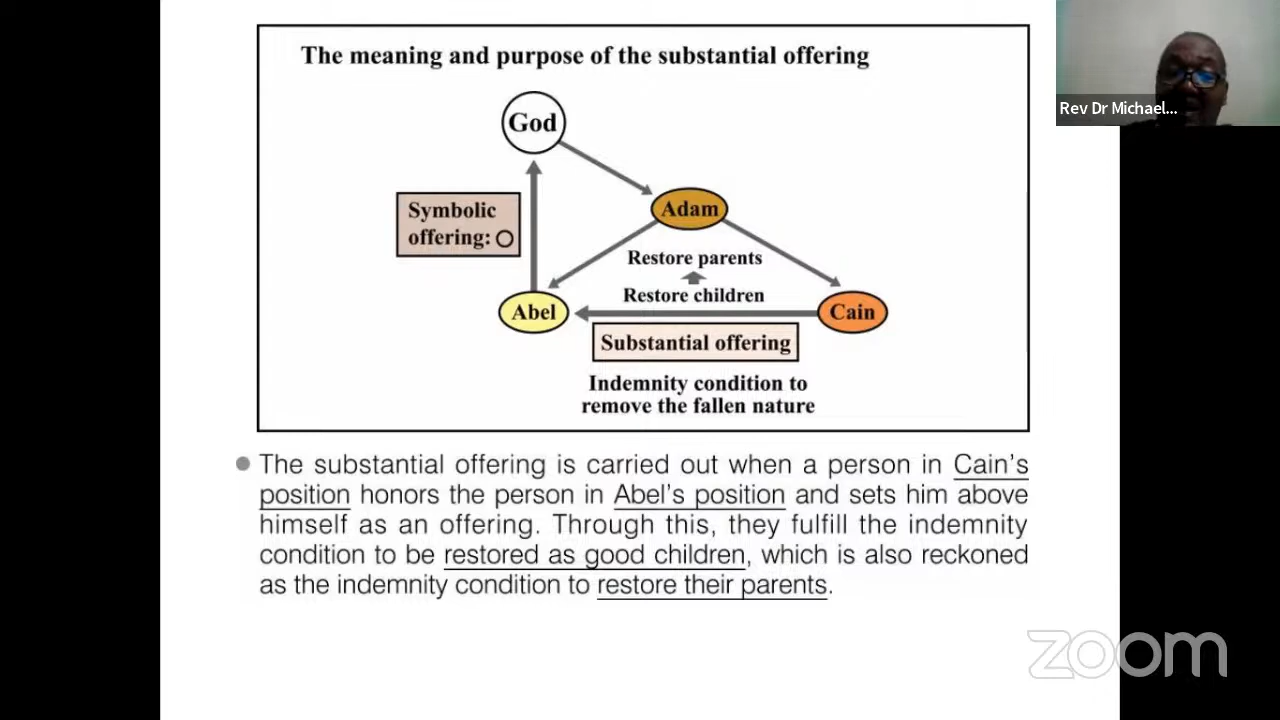 The meaning and purpose of the substantial offering
God
Rev Dr Michael...
Symbolic
offering: O
Adam
Restore parents
Restore children
Abel
Cain
Substantial offering
Indemnity condition to
remove the fallen nature
The substantial offering is carried out when a person in Cain's
position honors the person in Abel's position and sets him above
himself as an offering. Through this, they fulfill the indemnity
condition to be restored as good children, which is also reckoned
as the indemnity condition to restore their parents.
zoom